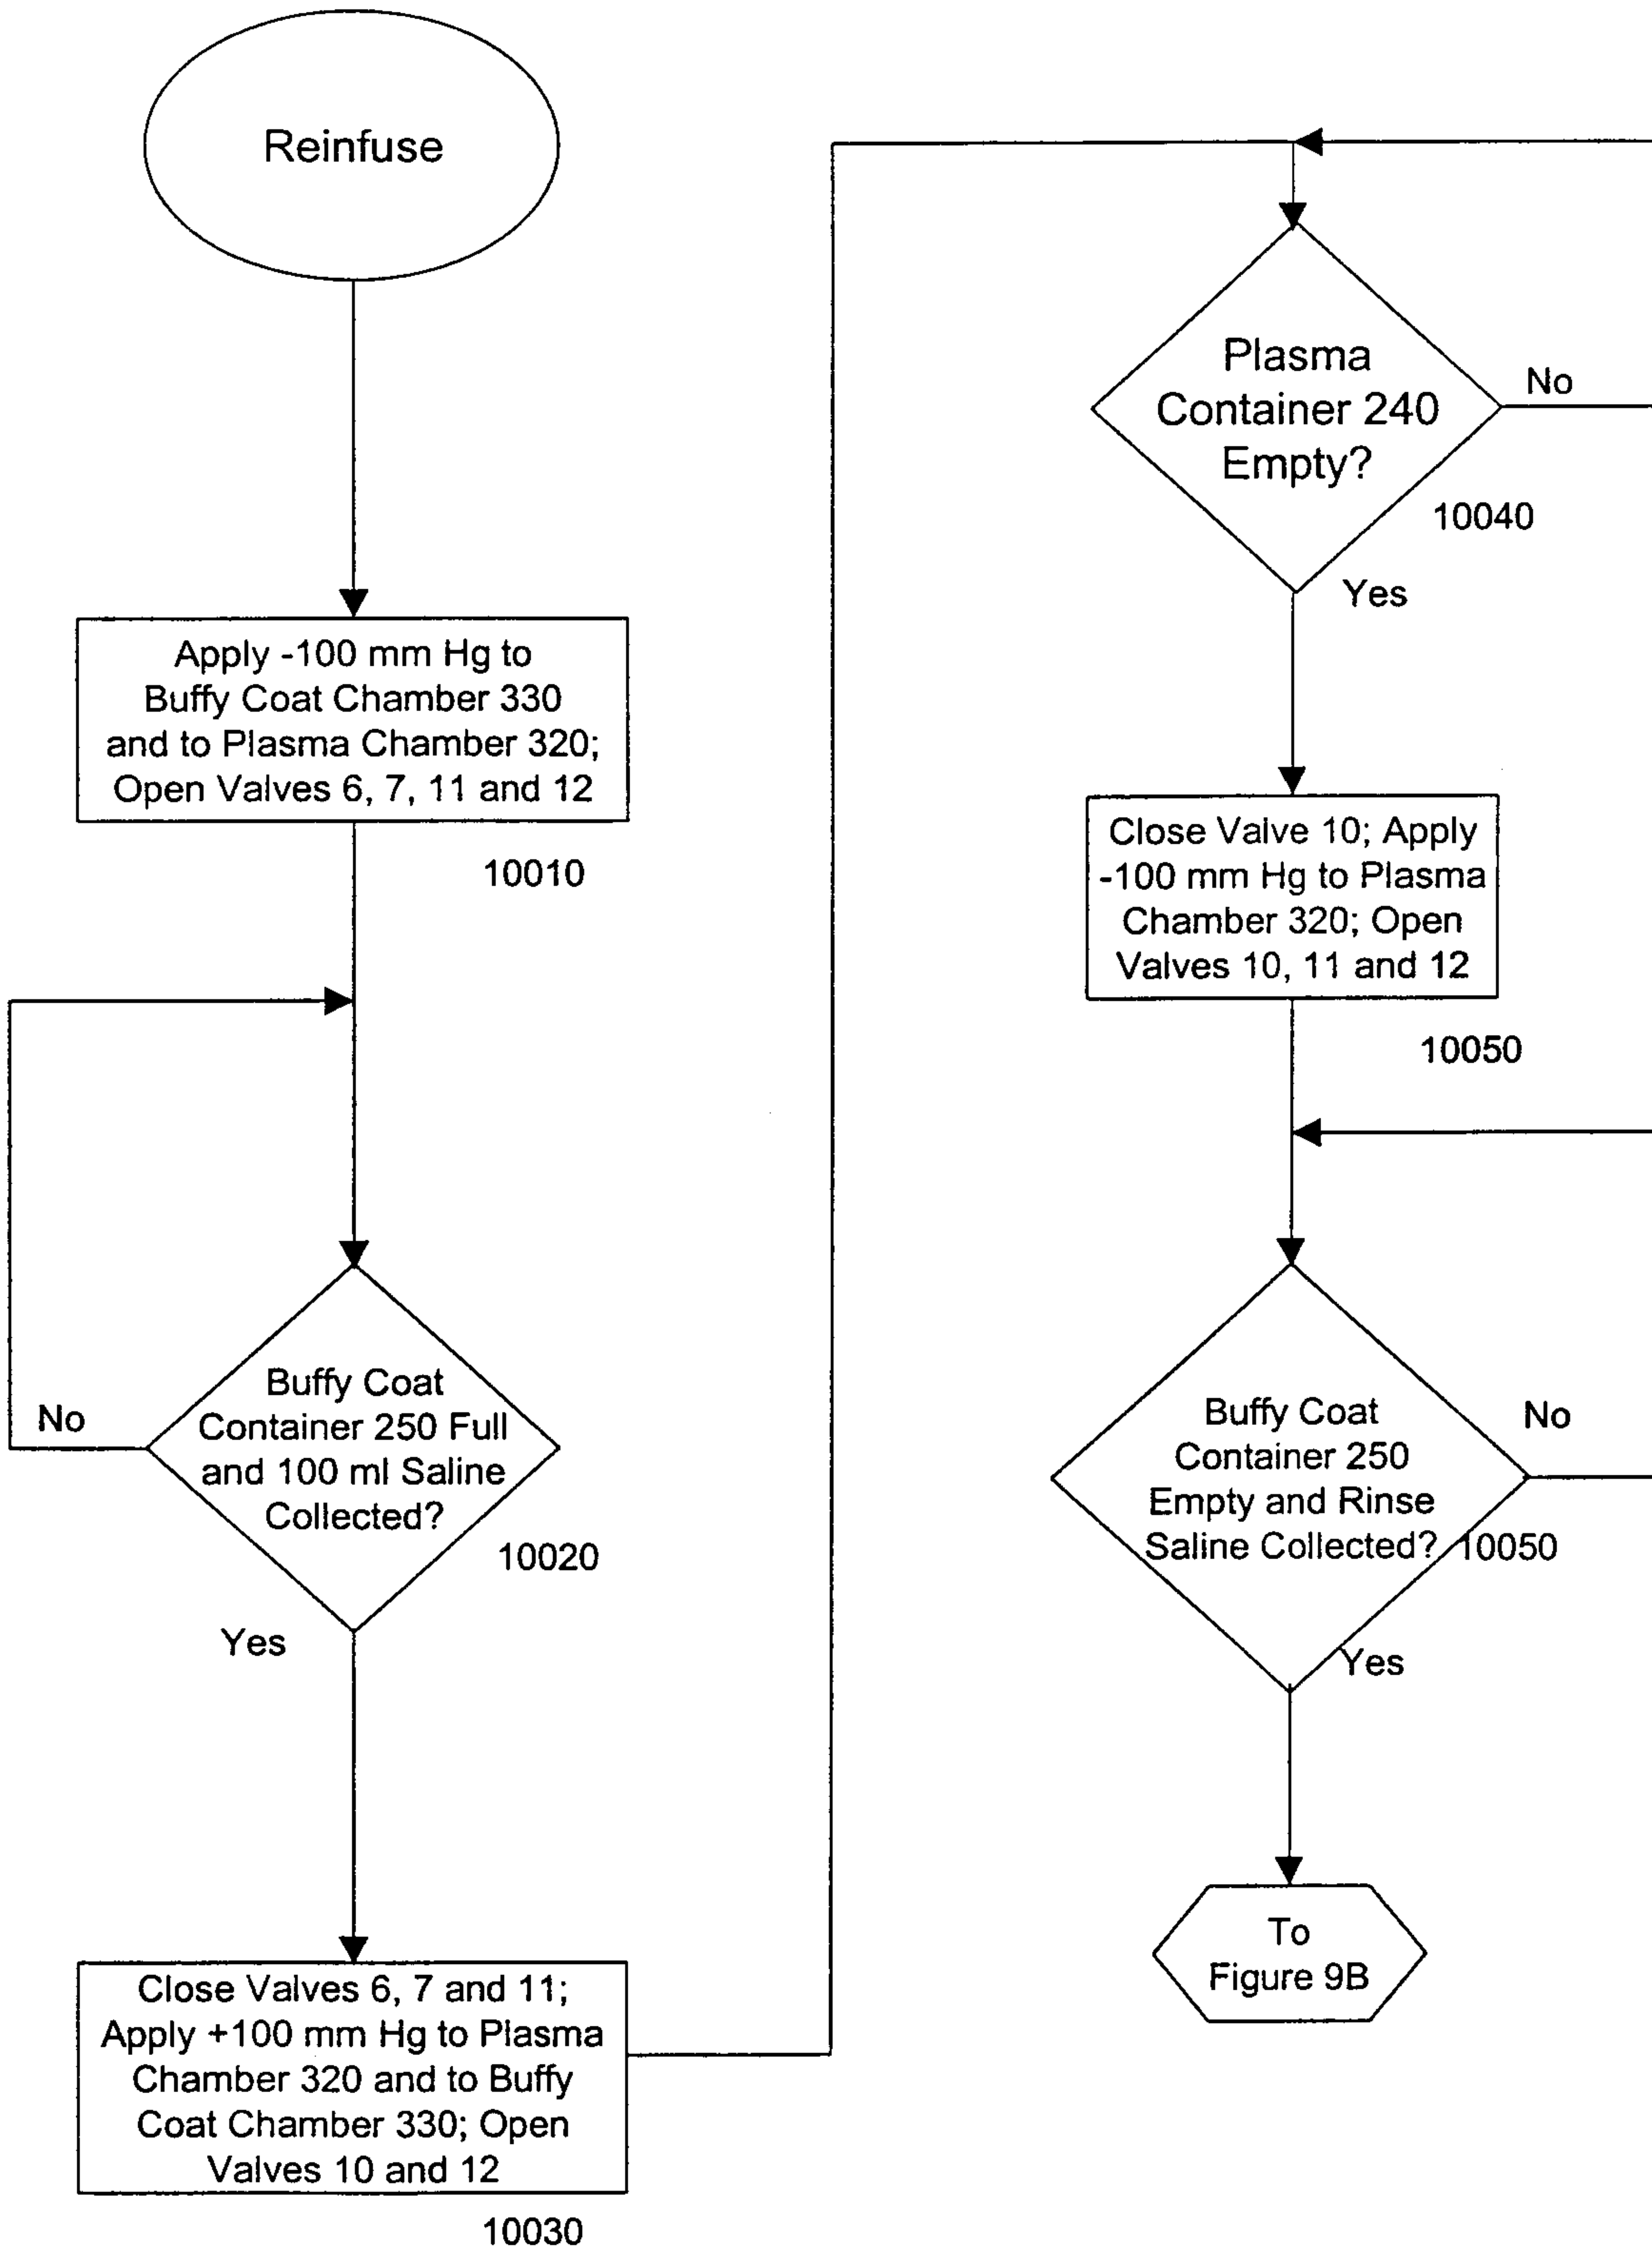 Reinfuse
Apply -100 mm Hg to
Buffy Coat Chamber 330
and to Plasma Chamber 320;
Open Valves 6, 7, 11 and 12
10010
Buffy Coat
Container 250 Full
and 100 ml Saline
Collected?
No
10020
Yes
Close Valves 6, 7 and 11;
Apply +100 mm Hg to Plasma
Chamber 320 and to Buffy
Coat Chamber 330; Open
Valves 10 and 12
10030
Plasma
Container 240
Empty?
No
10040
Yes
Close Valve 10; Apply
-100 mm Hg to Plasma
Chamber 320; Open
Valves 10, 11 and 12
10050
Buffy Coat
Container 250
Empty and Rinse
Saline Collected?
No
10050
Yes
To
Figure 9B